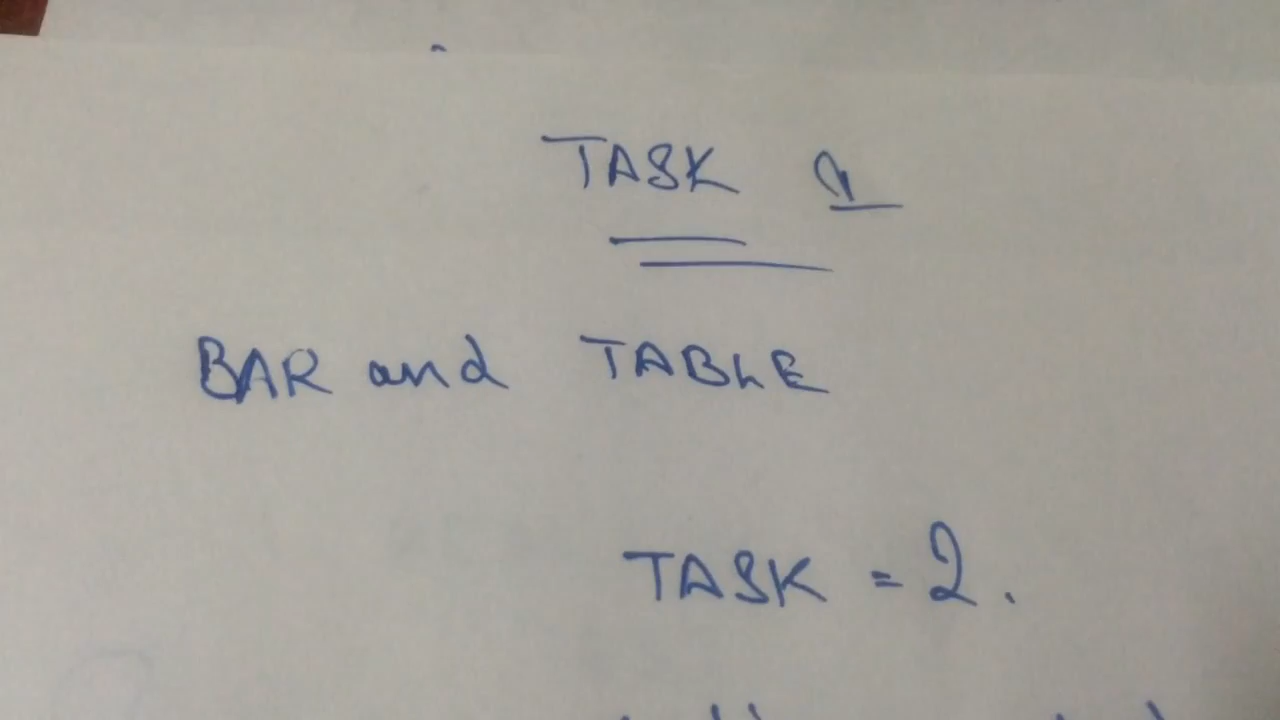 TASK 1
BAR and TABLE
TASK = 2.